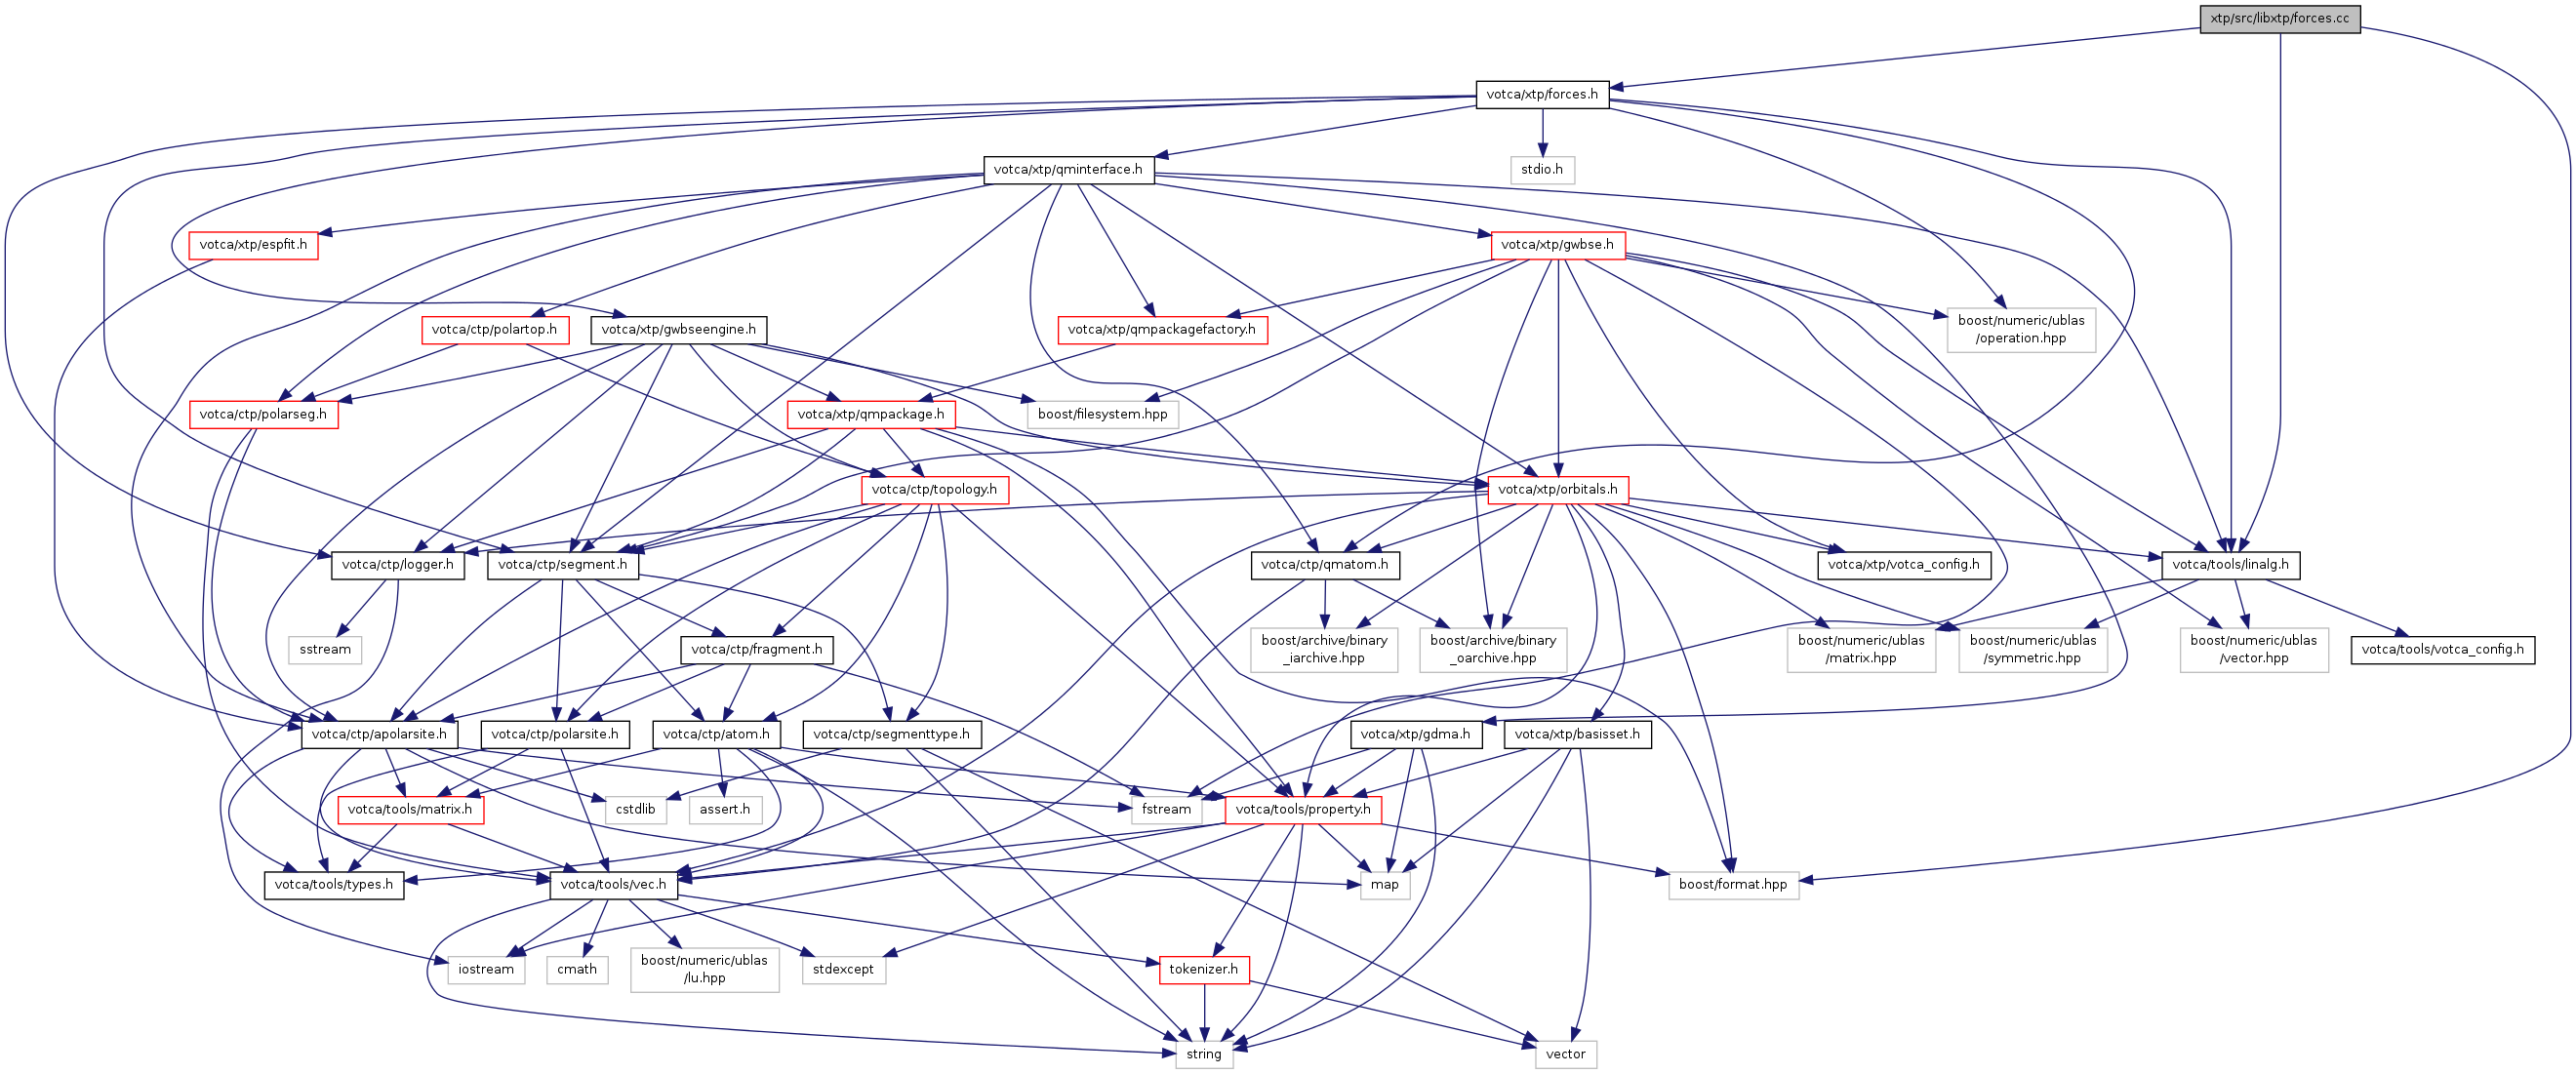 xtp/src/libxtp/forces.cc
votca/xtp/forces.h
votca/xtp/qminterface.h
stdio.h
votca/xtp/espfit.h
votca/xtp/gwbse.h
votca/ctp/polartop.h
votca/xtp/gwbseengine.h
votca/xtp/qmpackagefactory.h
boost/numeric/ublas
/operation.hpp
votca/ctp/polarseg.h
votca/xtp/qmpackage.h
boost/filesystem.hpp
votca/ctp/topology.h
votca/xtp/orbitals.h
votca/ctp/logger.h
votca/ctp/segment.h
votca/ctp/qmatom.h
votca/xtp/votca_config.h
votca/tools/linalg.h
sstream
votca/ctp/fragment.h
boost/archive/binary
_iarchive.hpp
boost/archive/binary
_oarchive.hpp
boost/numeric/ublas
/matrix.hpp
boost/numeric/ublas
/symmetric.hpp
boost/numeric/ublas
/vector.hpp
votca/tools/votca_config.h
votca/ctp/apolarsite.h
votca/ctp/polarsite.h
votca/ctp/atom.h
votca/ctp/segmenttype.h
votca/xtp/gdma.h
votca/xtp/basisset.h
votca/tools/matrix.h
cstdlib
assert.h
fstream
votca/tools/property.h
votca/tools/types.h
votca/tools/vec.h
map
boost/format.hpp
iostream
cmath
boost/numeric/ublas
/lu.hpp
stdexcept
tokenizer.h
string
vector